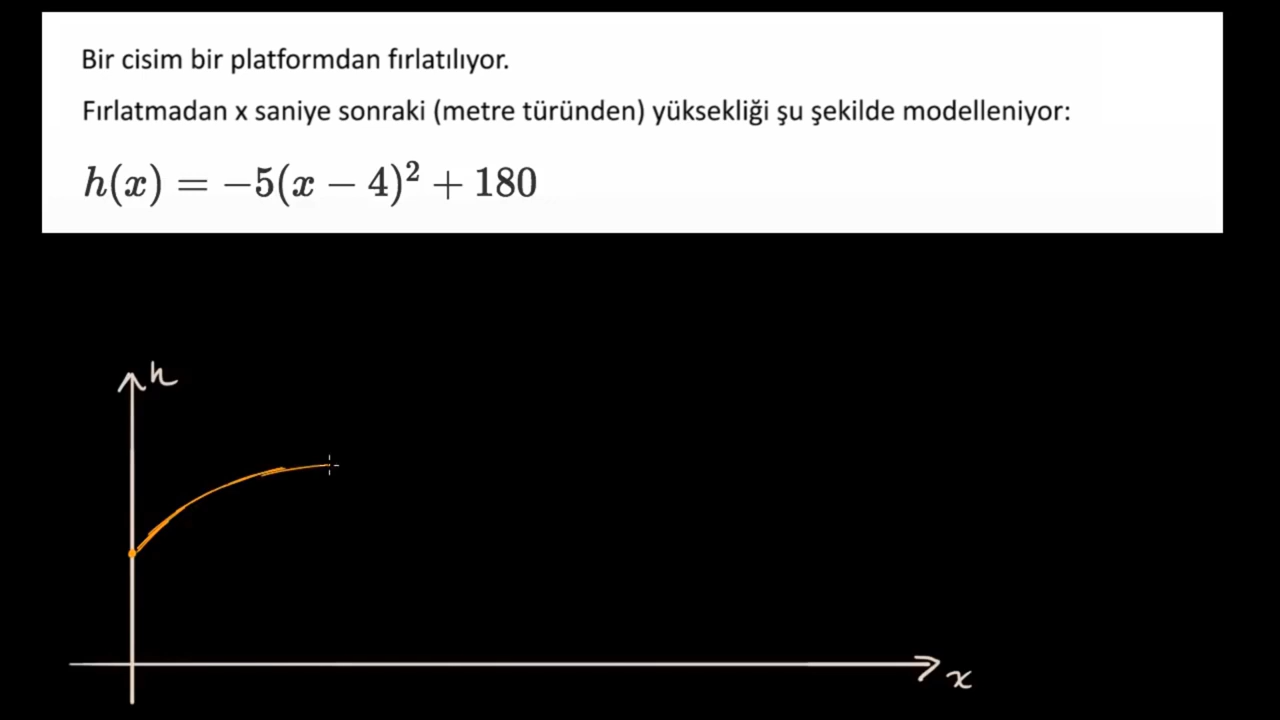 Bir cisim bir platformdan fırlatılıyor.
Fırlatmadan x saniye sonraki (metre türünden) yüksekliği şu şekilde modelleniyor:
h(x) = −5(x − 4)² + 180
h
x